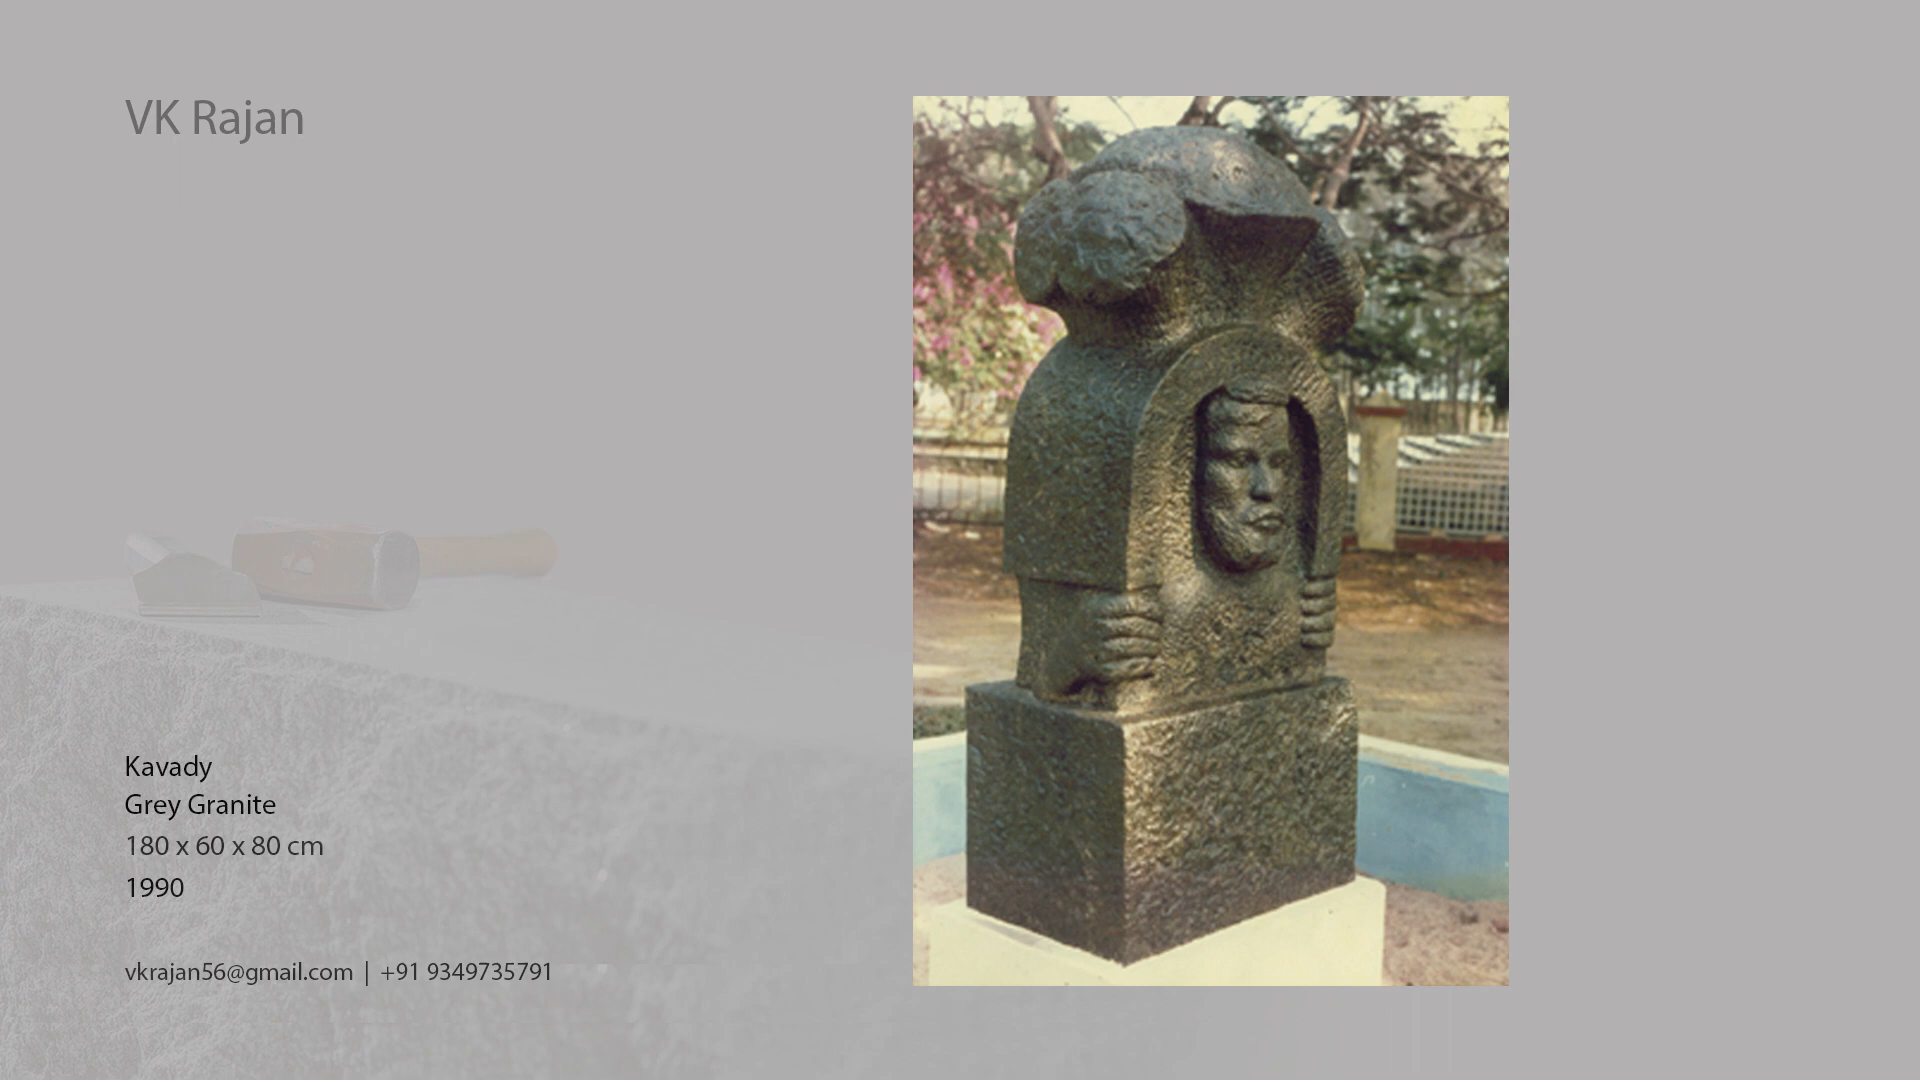 VK Rajan
Kavady
Grey Granite
180 x 60 x 80 cm
1990
vkrajan56@gmail.com | +91 9349735791